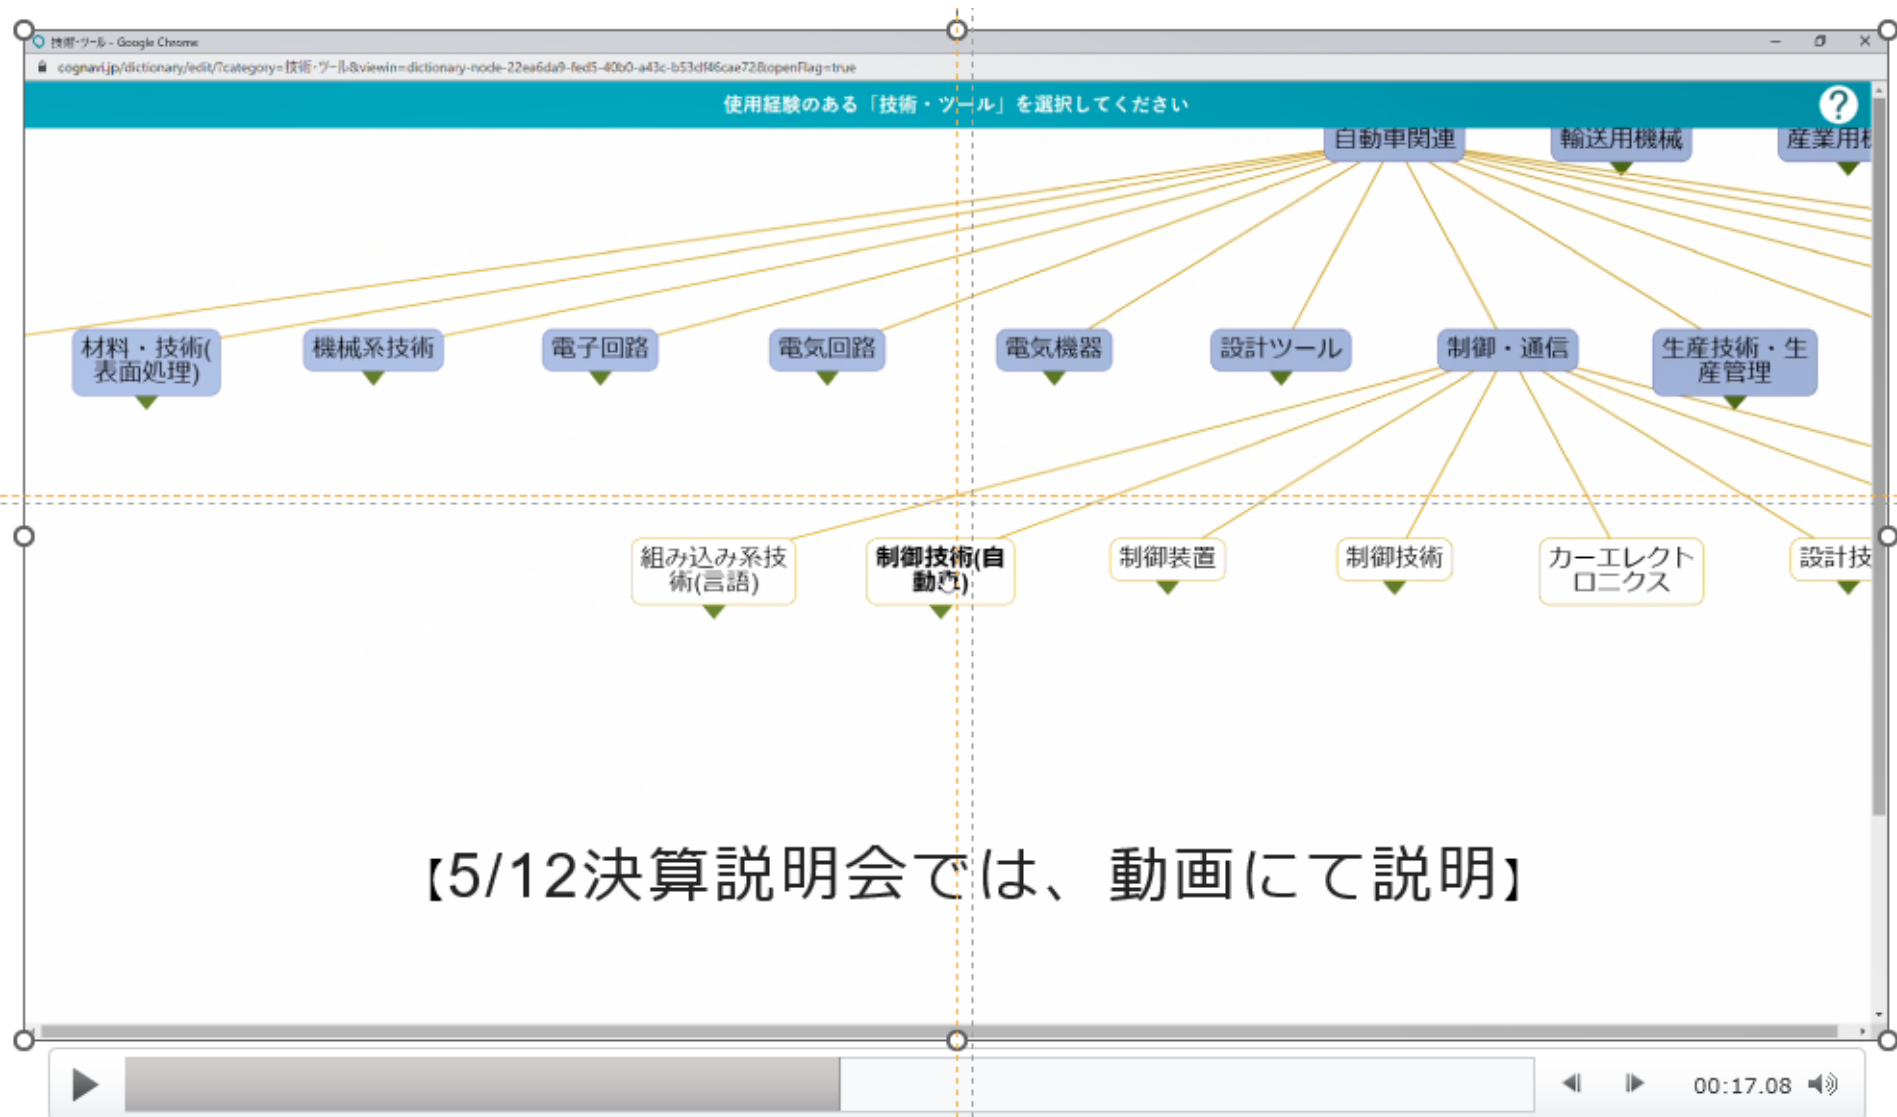 技術・ツール - Google Chrome
cognavi.jp/dictionary/edit/?category=技術・ツール&viewin=dictionary-node-22ea6da9-fed5-40b0-a43c-b53df46cae72&openFlag=true
使用経験のある「技術・ツール」を選択してください
?
自動車関連
輸送用機械
産業用機
材料・技術(
表面処理)
機械系技術
電子回路
電気回路
電気機器
設計ツール
制御・通信
生産技術・生
産管理
組み込み系技
術(言語)
制御技術(自
動車)
制御装置
制御技術
カーエレクト
ロニクス
設計技
【5/12決算説明会では、動画にて説明】
00:17.08